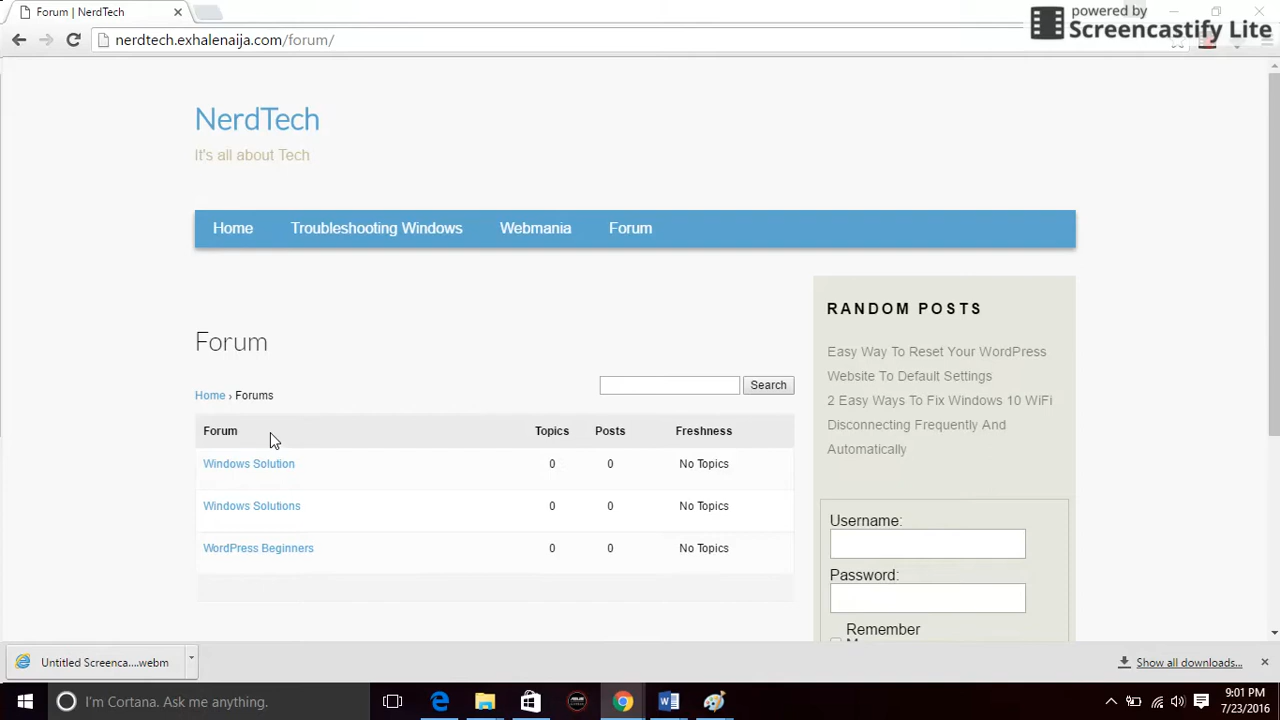 Forum | NerdTech
powered by
Screencastify Lite
nerdtech.exhalenaija.com/forum/
NerdTech
It's all about Tech
Home Troubleshooting Windows Webmania Forum
Forum
Home › Forums
Search
Forum Topics Posts Freshness
Windows Solution 0 0 No Topics
Windows Solutions 0 0 No Topics
WordPress Beginners 0 0 No Topics
RANDOM POSTS
Easy Way To Reset Your WordPress
Website To Default Settings
2 Easy Ways To Fix Windows 10 WiFi
Disconnecting Frequently And
Automatically
Username:
Password:
Remember
Untitled Screenca....webm
Show all downloads...
I'm Cortana. Ask me anything.
9:01 PM
7/23/2016